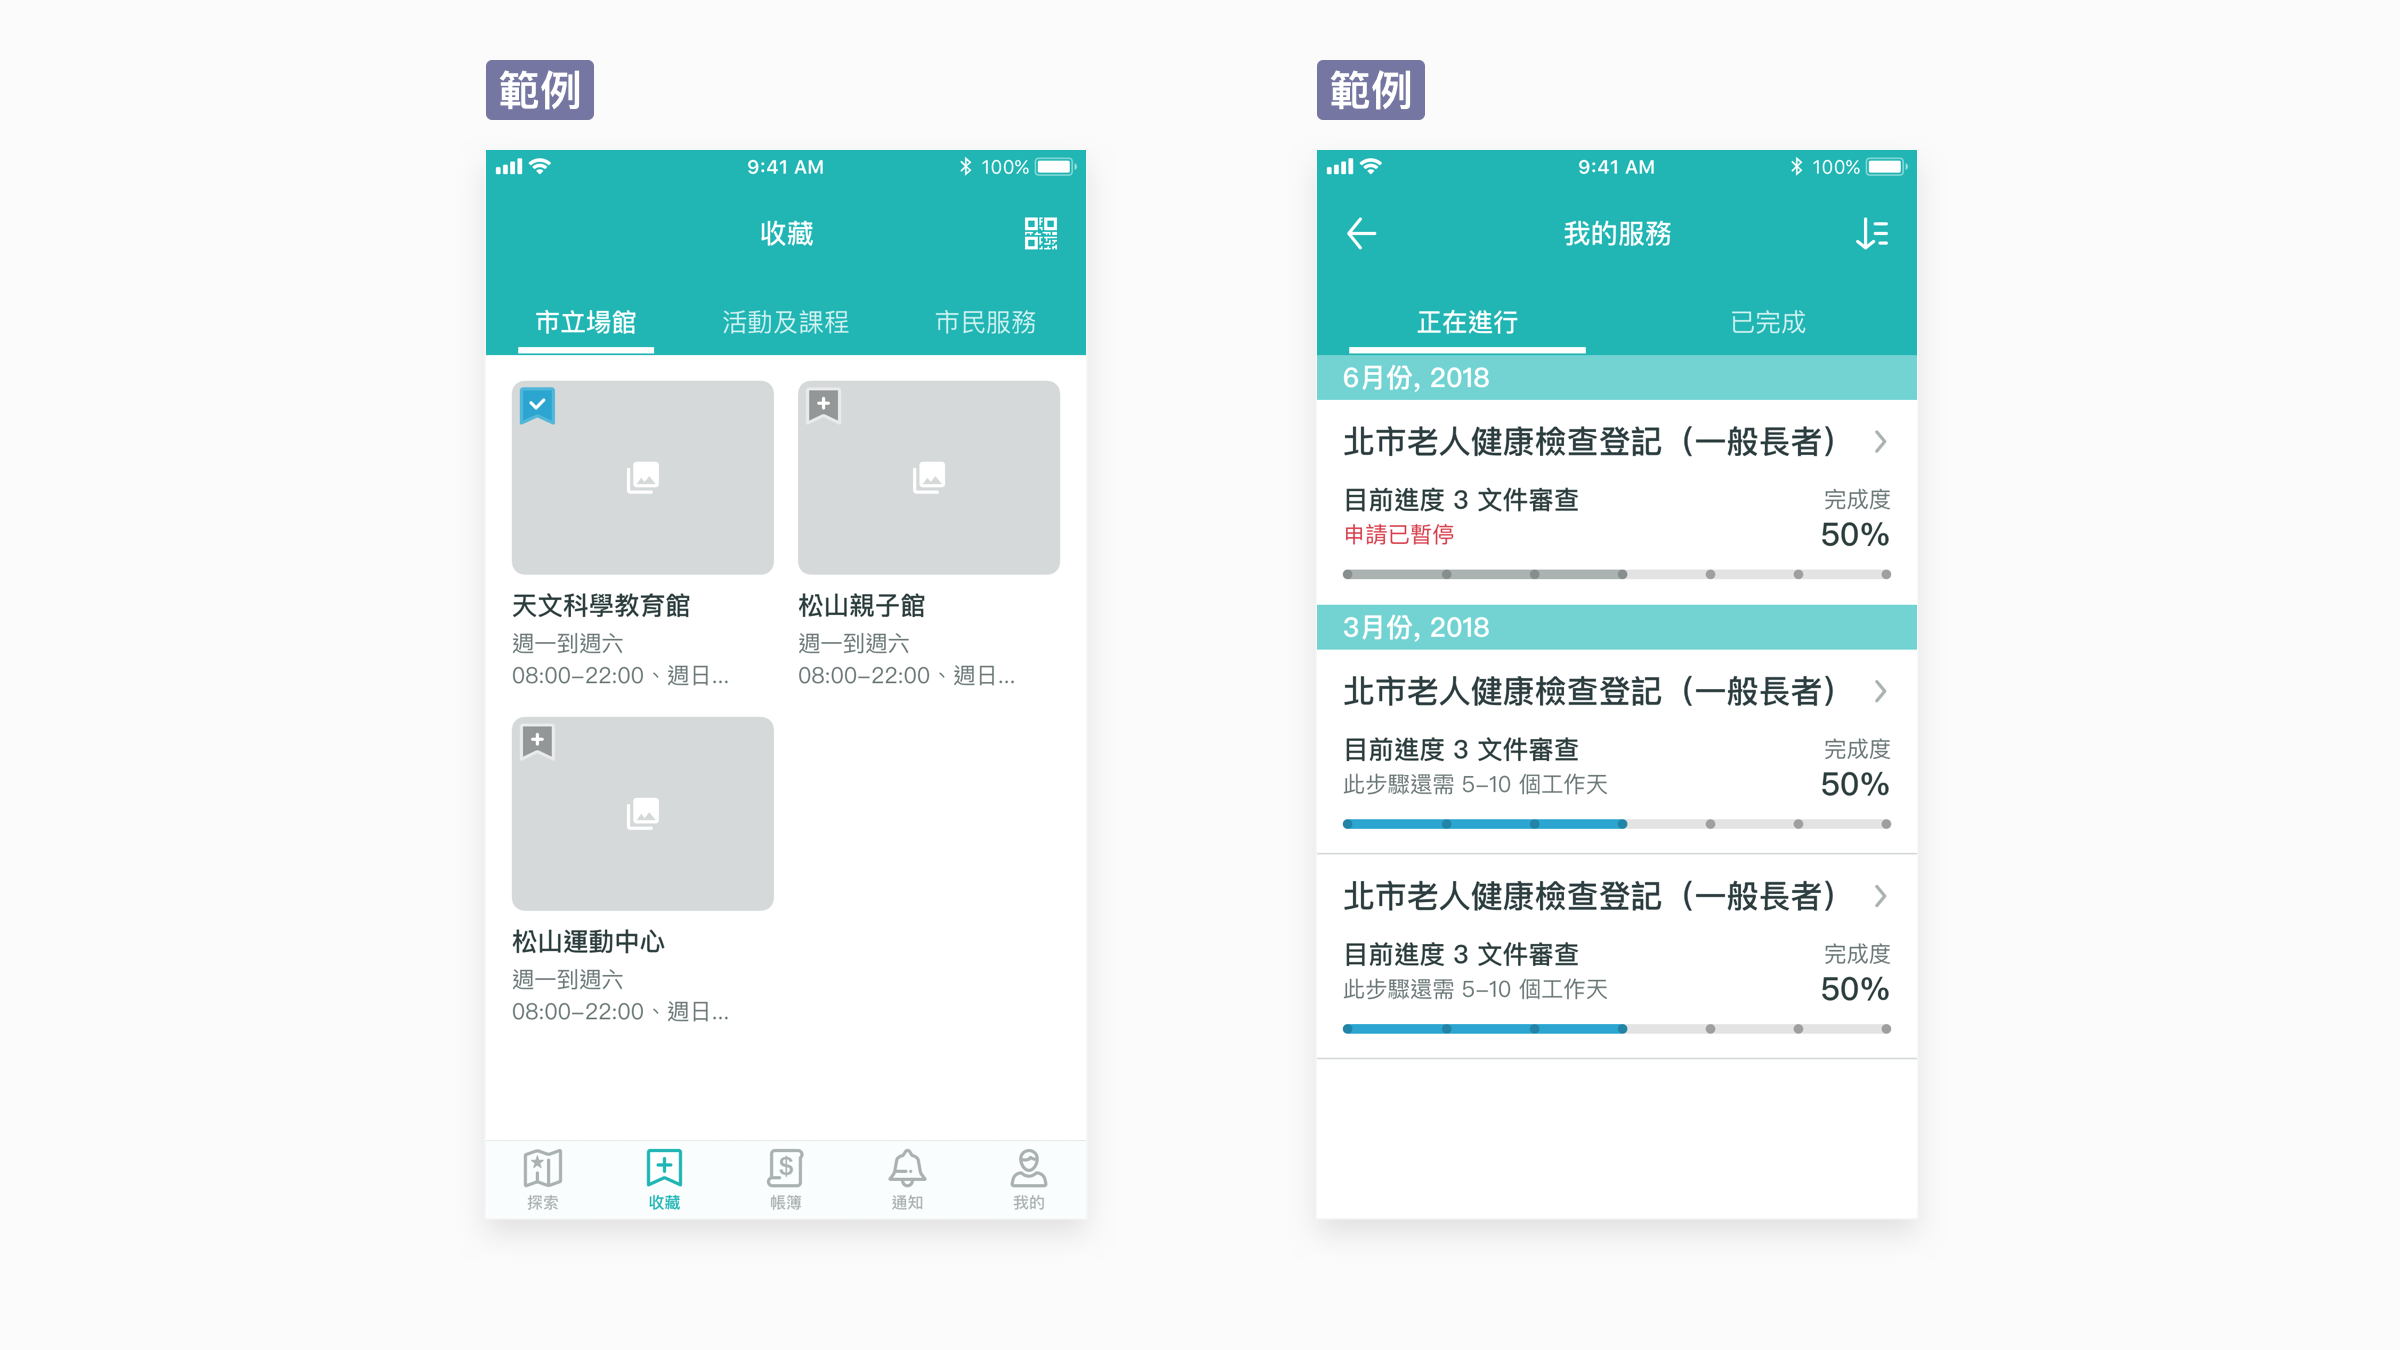 範例
9:41 AM
100%
收藏
市立場館
活動及課程
市民服務
天文科學教育館
週一到週六
08:00–22:00、週日...
松山親子館
週一到週六
08:00–22:00、週日...
松山運動中心
週一到週六
08:00–22:00、週日...
探索
收藏
帳簿
通知
我的
範例
9:41 AM
100%
我的服務
正在進行
已完成
6月份, 2018
北市老人健康檢查登記（一般長者）
目前進度 3 文件審查
完成度
申請已暫停
50%
3月份, 2018
北市老人健康檢查登記（一般長者）
目前進度 3 文件審查
完成度
此步驟還需 5–10 個工作天
50%
北市老人健康檢查登記（一般長者）
目前進度 3 文件審查
完成度
此步驟還需 5–10 個工作天
50%